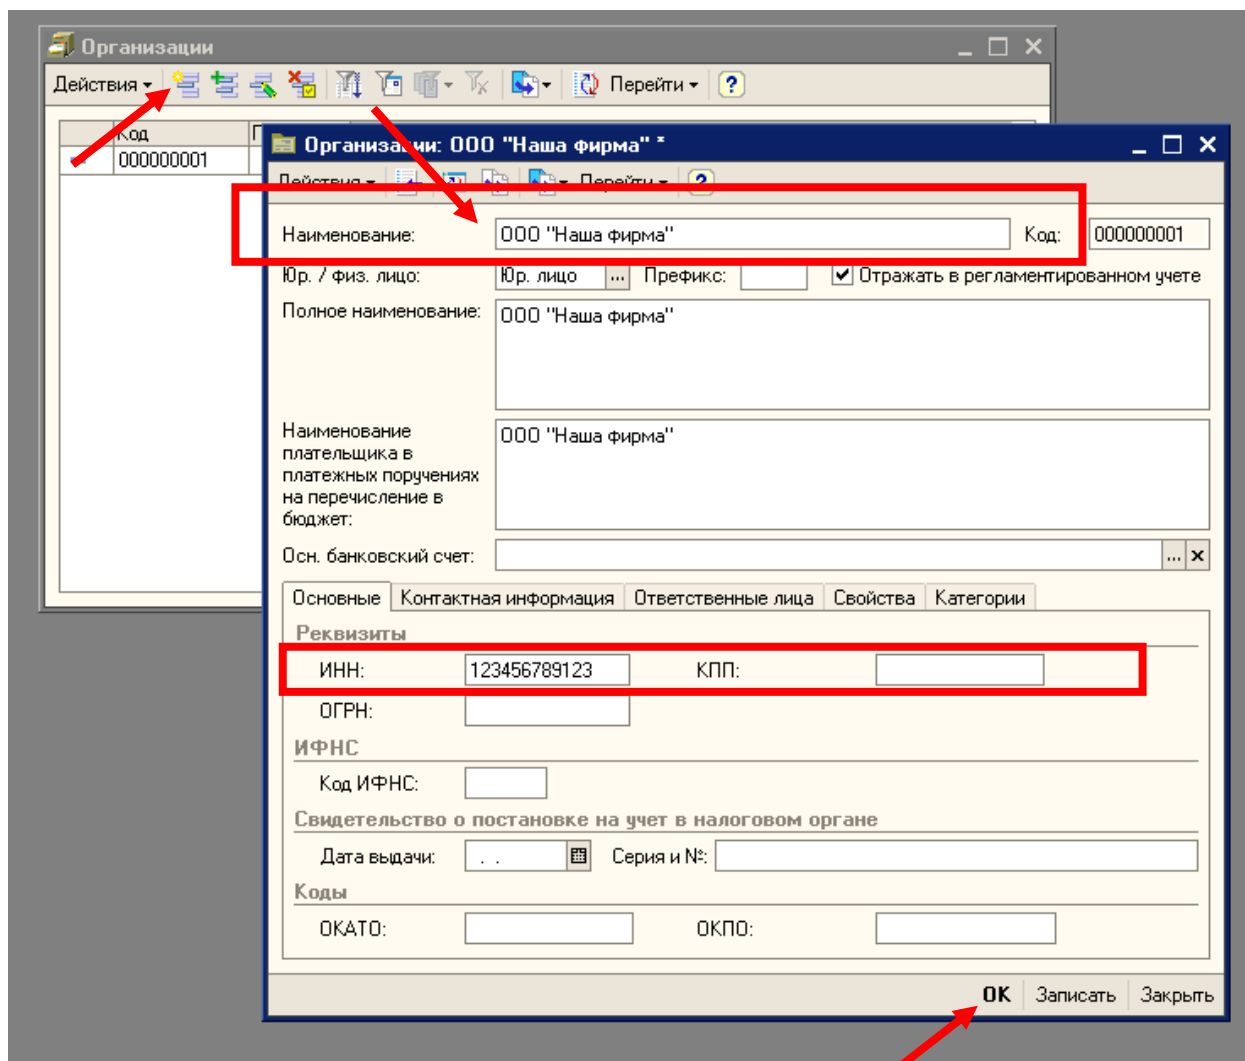 Организации
Действия Перейти ?
Код
000000001
Организации: ООО "Наша фирма" *
Действия Перейти ?
Наименование: ООО "Наша фирма" Код: 000000001
Юр. / физ. лицо: Юр. лицо ... Префикс: Отражать в регламентированном учете
Полное наименование: ООО "Наша фирма"
Наименование плательщика в платежных поручениях на перечисление в бюджет: ООО "Наша фирма"
Осн. банковский счет: ... x
Основные Контактная информация Ответственные лица Свойства Категории
Реквизиты
ИНН: 123456789123 КПП:
ОГРН:
ИФНС
Код ИФНС:
Свидетельство о постановке на учет в налоговом органе
Дата выдачи: . . Серия и №:
Коды
ОКАТО: ОКПО:
OK Записать Закрыть